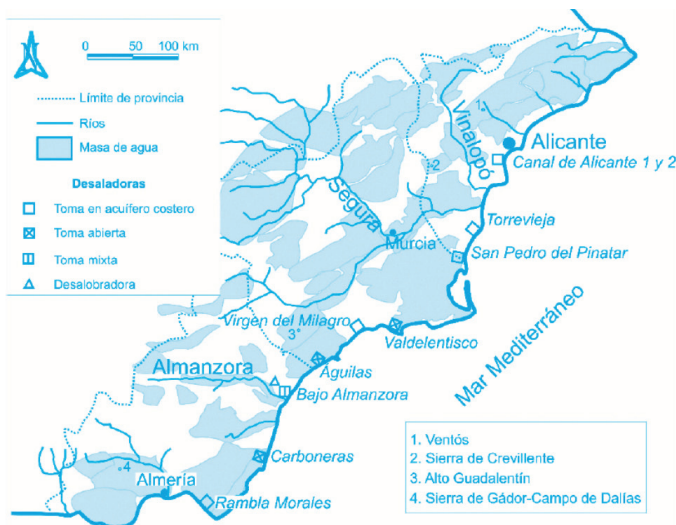 0 50 100 km
Límite de provincia
Ríos
Masa de agua
Desaladoras
Toma en acuífero costero
Toma abierta
Toma mixta
Desalobradora
Vinalopó
1
Alicante
Canal de Alicante 1 y 2
2
Segura
Murcia
Torrevieja
San Pedro del Pinatar
Virgen del Milagro
3
Valdelentisco
Mar Mediterráneo
Águilas
Almanzora
Bajo Almanzora
Carboneras
4
Almería
Rambla Morales
1. Ventós
2. Sierra de Crevillente
3. Alto Guadalentín
4. Sierra de Gádor-Campo de Dalías